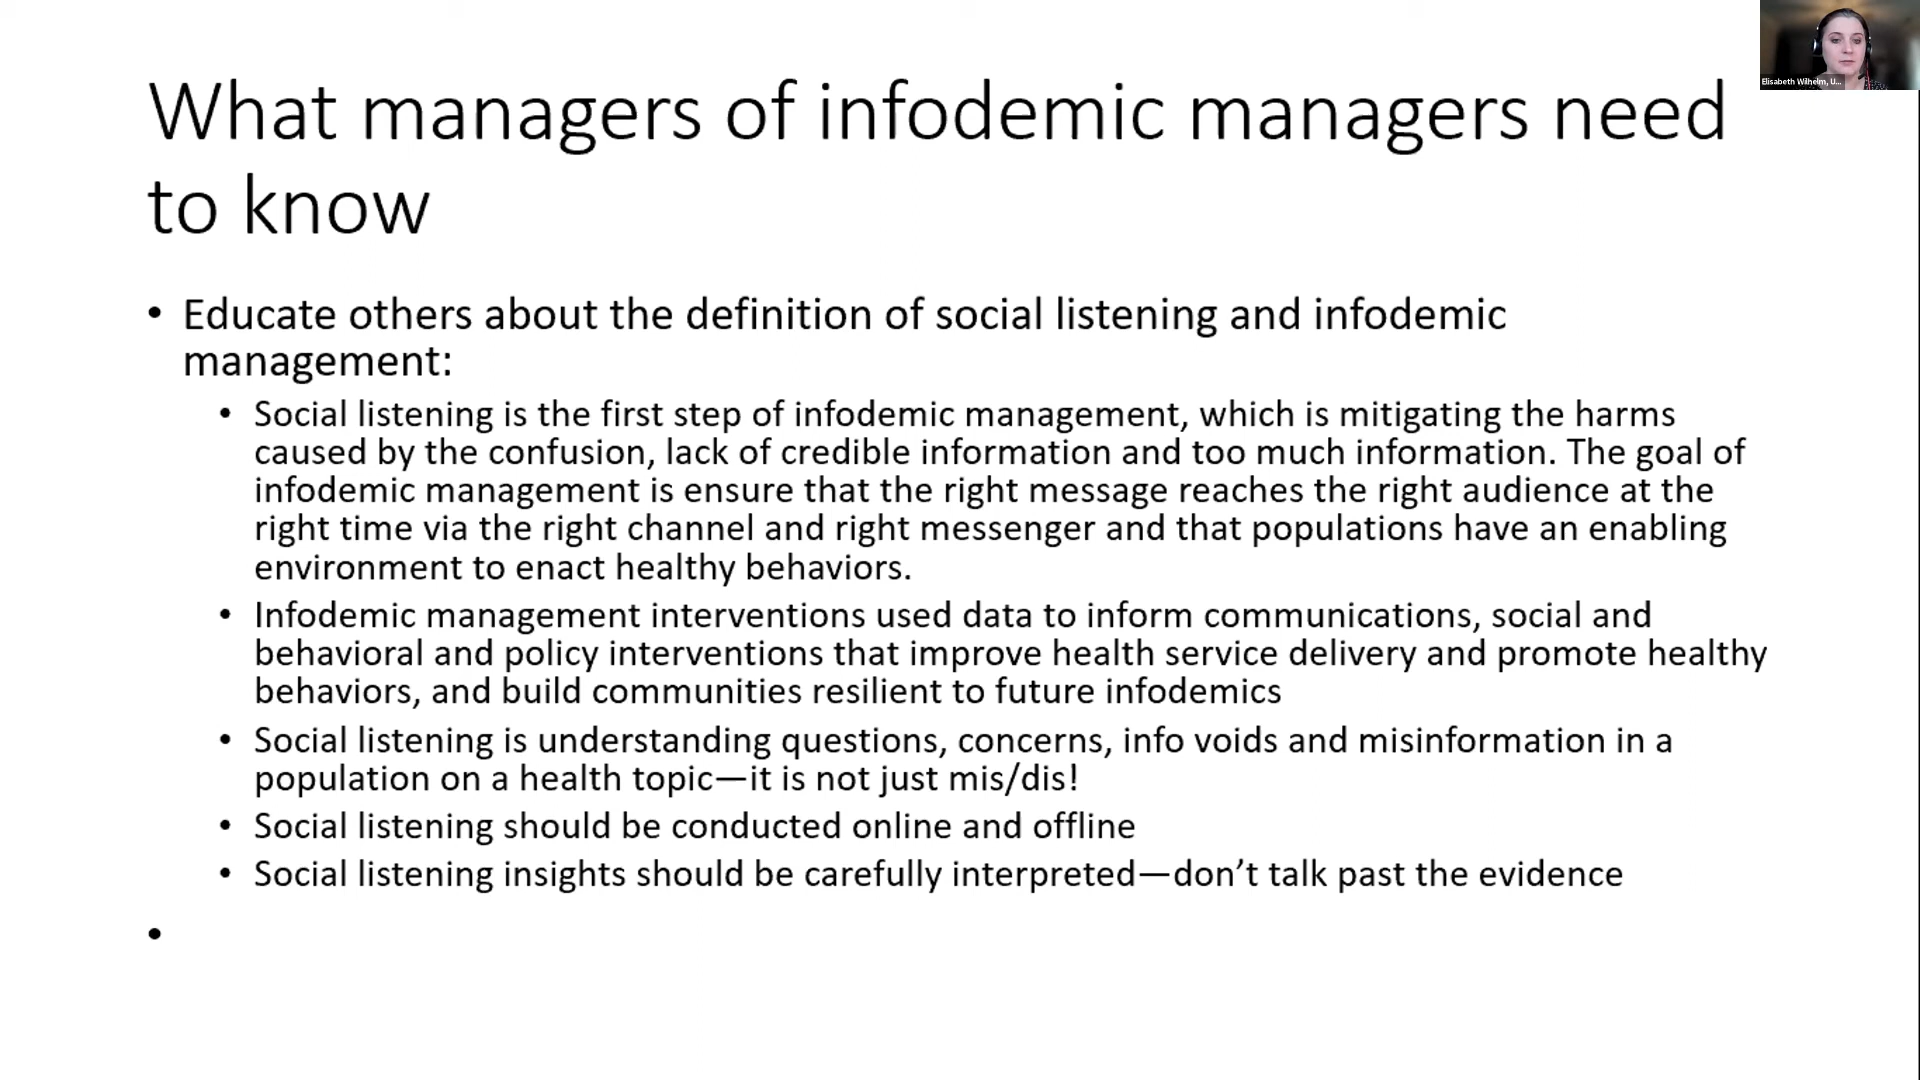 Elisabeth Wilhelm, U...
What managers of infodemic managers need
to know
• Educate others about the definition of social listening and infodemic
management:
• Social listening is the first step of infodemic management, which is mitigating the harms
caused by the confusion, lack of credible information and too much information. The goal of
infodemic management is ensure that the right message reaches the right audience at the
right time via the right channel and right messenger and that populations have an enabling
environment to enact healthy behaviors.
• Infodemic management interventions used data to inform communications, social and
behavioral and policy interventions that improve health service delivery and promote healthy
behaviors, and build communities resilient to future infodemics
• Social listening is understanding questions, concerns, info voids and misinformation in a
population on a health topic—it is not just mis/dis!
• Social listening should be conducted online and offline
• Social listening insights should be carefully interpreted—don’t talk past the evidence
•